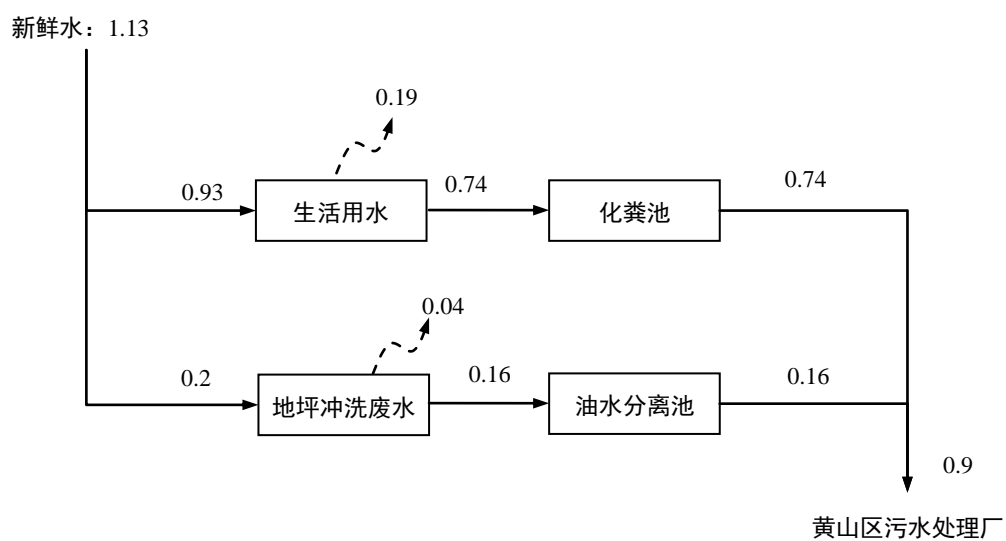 新鲜水：1.13
0.19
0.93
生活用水
0.74
化粪池
0.74
0.04
0.2
地坪冲洗废水
0.16
油水分离池
0.16
0.9
黄山区污水处理厂